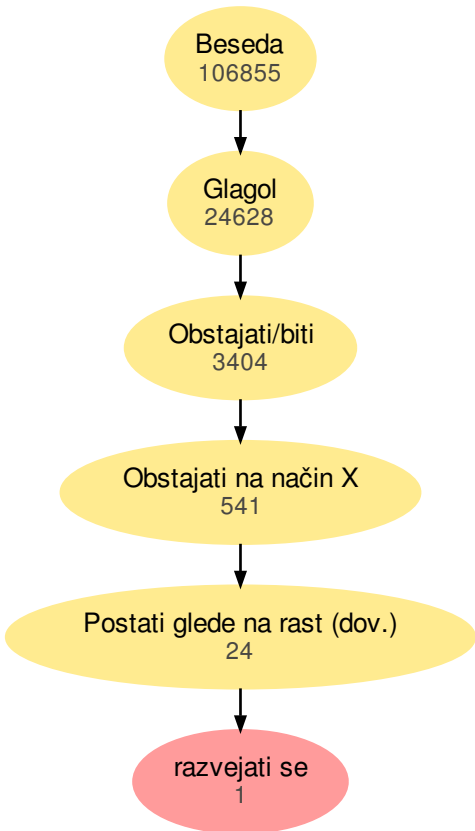 Beseda
106855
Glagol
24628
Obstajati/biti
3404
Obstajati na način X
541
Postati glede na rast (dov.)
24
razvejati se
1